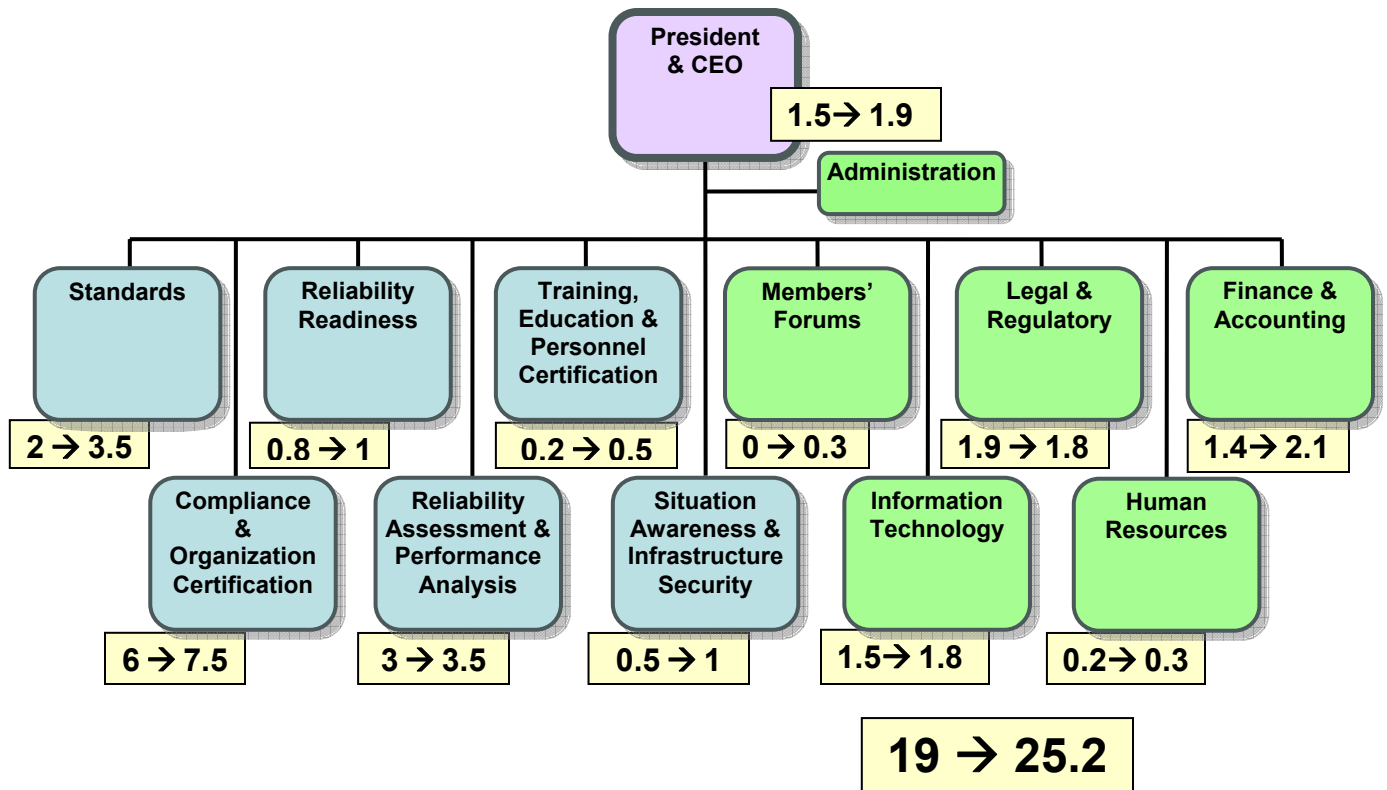 President
& CEO
1.5→ 1.9
Administration
Standards
2 → 3.5
Reliability
Readiness
0.8 → 1
Training,
Education &
Personnel
Certification
0.2 → 0.5
Members’
Forums
0 → 0.3
Legal &
Regulatory
1.9 → 1.8
Finance &
Accounting
1.4→ 2.1
Compliance
&
Organization
Certification
6 → 7.5
Reliability
Assessment &
Performance
Analysis
3 → 3.5
Situation
Awareness &
Infrastructure
Security
0.5 → 1
Information
Technology
1.5→ 1.8
Human
Resources
0.2→ 0.3
19 → 25.2